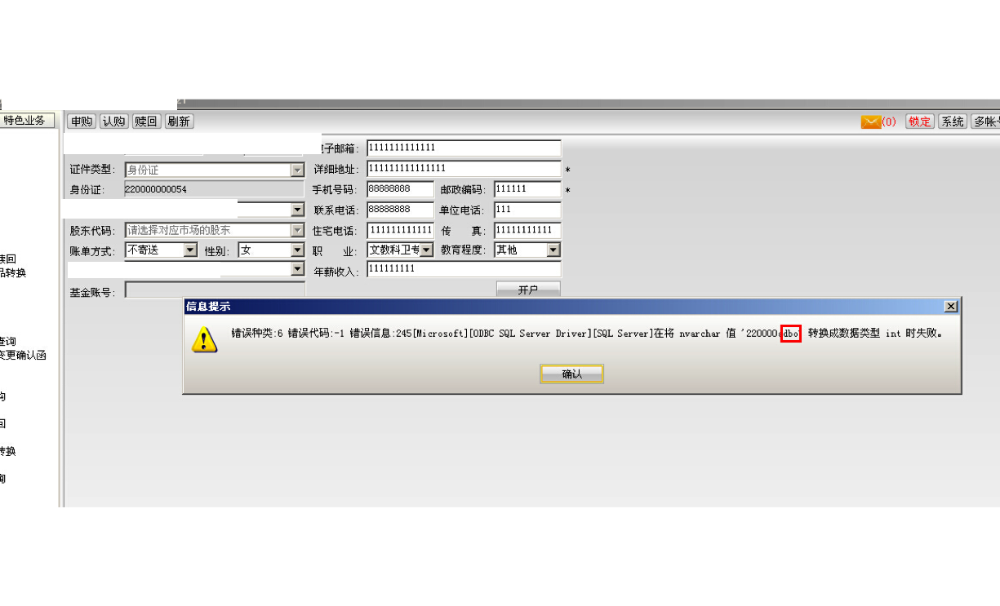 特色业务 申购 认购 赎回 刷新 (0) 锁定 系统 多帐
子邮箱: 1111111111111
证件类型: 身份证 详细地址: 111111111111111 *
身份证: 220000000054 手机号码: 88888888 邮政编码: 111111 *
联系电话: 88888888 单位电话: 111
股东代码: 请选择对应市场的股东 住宅电话: 111111111111 传 真: 11111111111
账单方式: 不寄送 性别: 女 职 业: 文教科卫专 教育程度: 其他
赎回
年薪收入: 111111111
品转换
基金账号: 开户
信息提示
错误种类:6 错误代码:-1 错误信息:245[Microsoft][ODBC SQL Server Driver][SQL Server]在将 nvarchar 值 '220000sdbo' 转换成数据类型 int 时失败。
查询
变更确认函
确认
购
回
转换
询